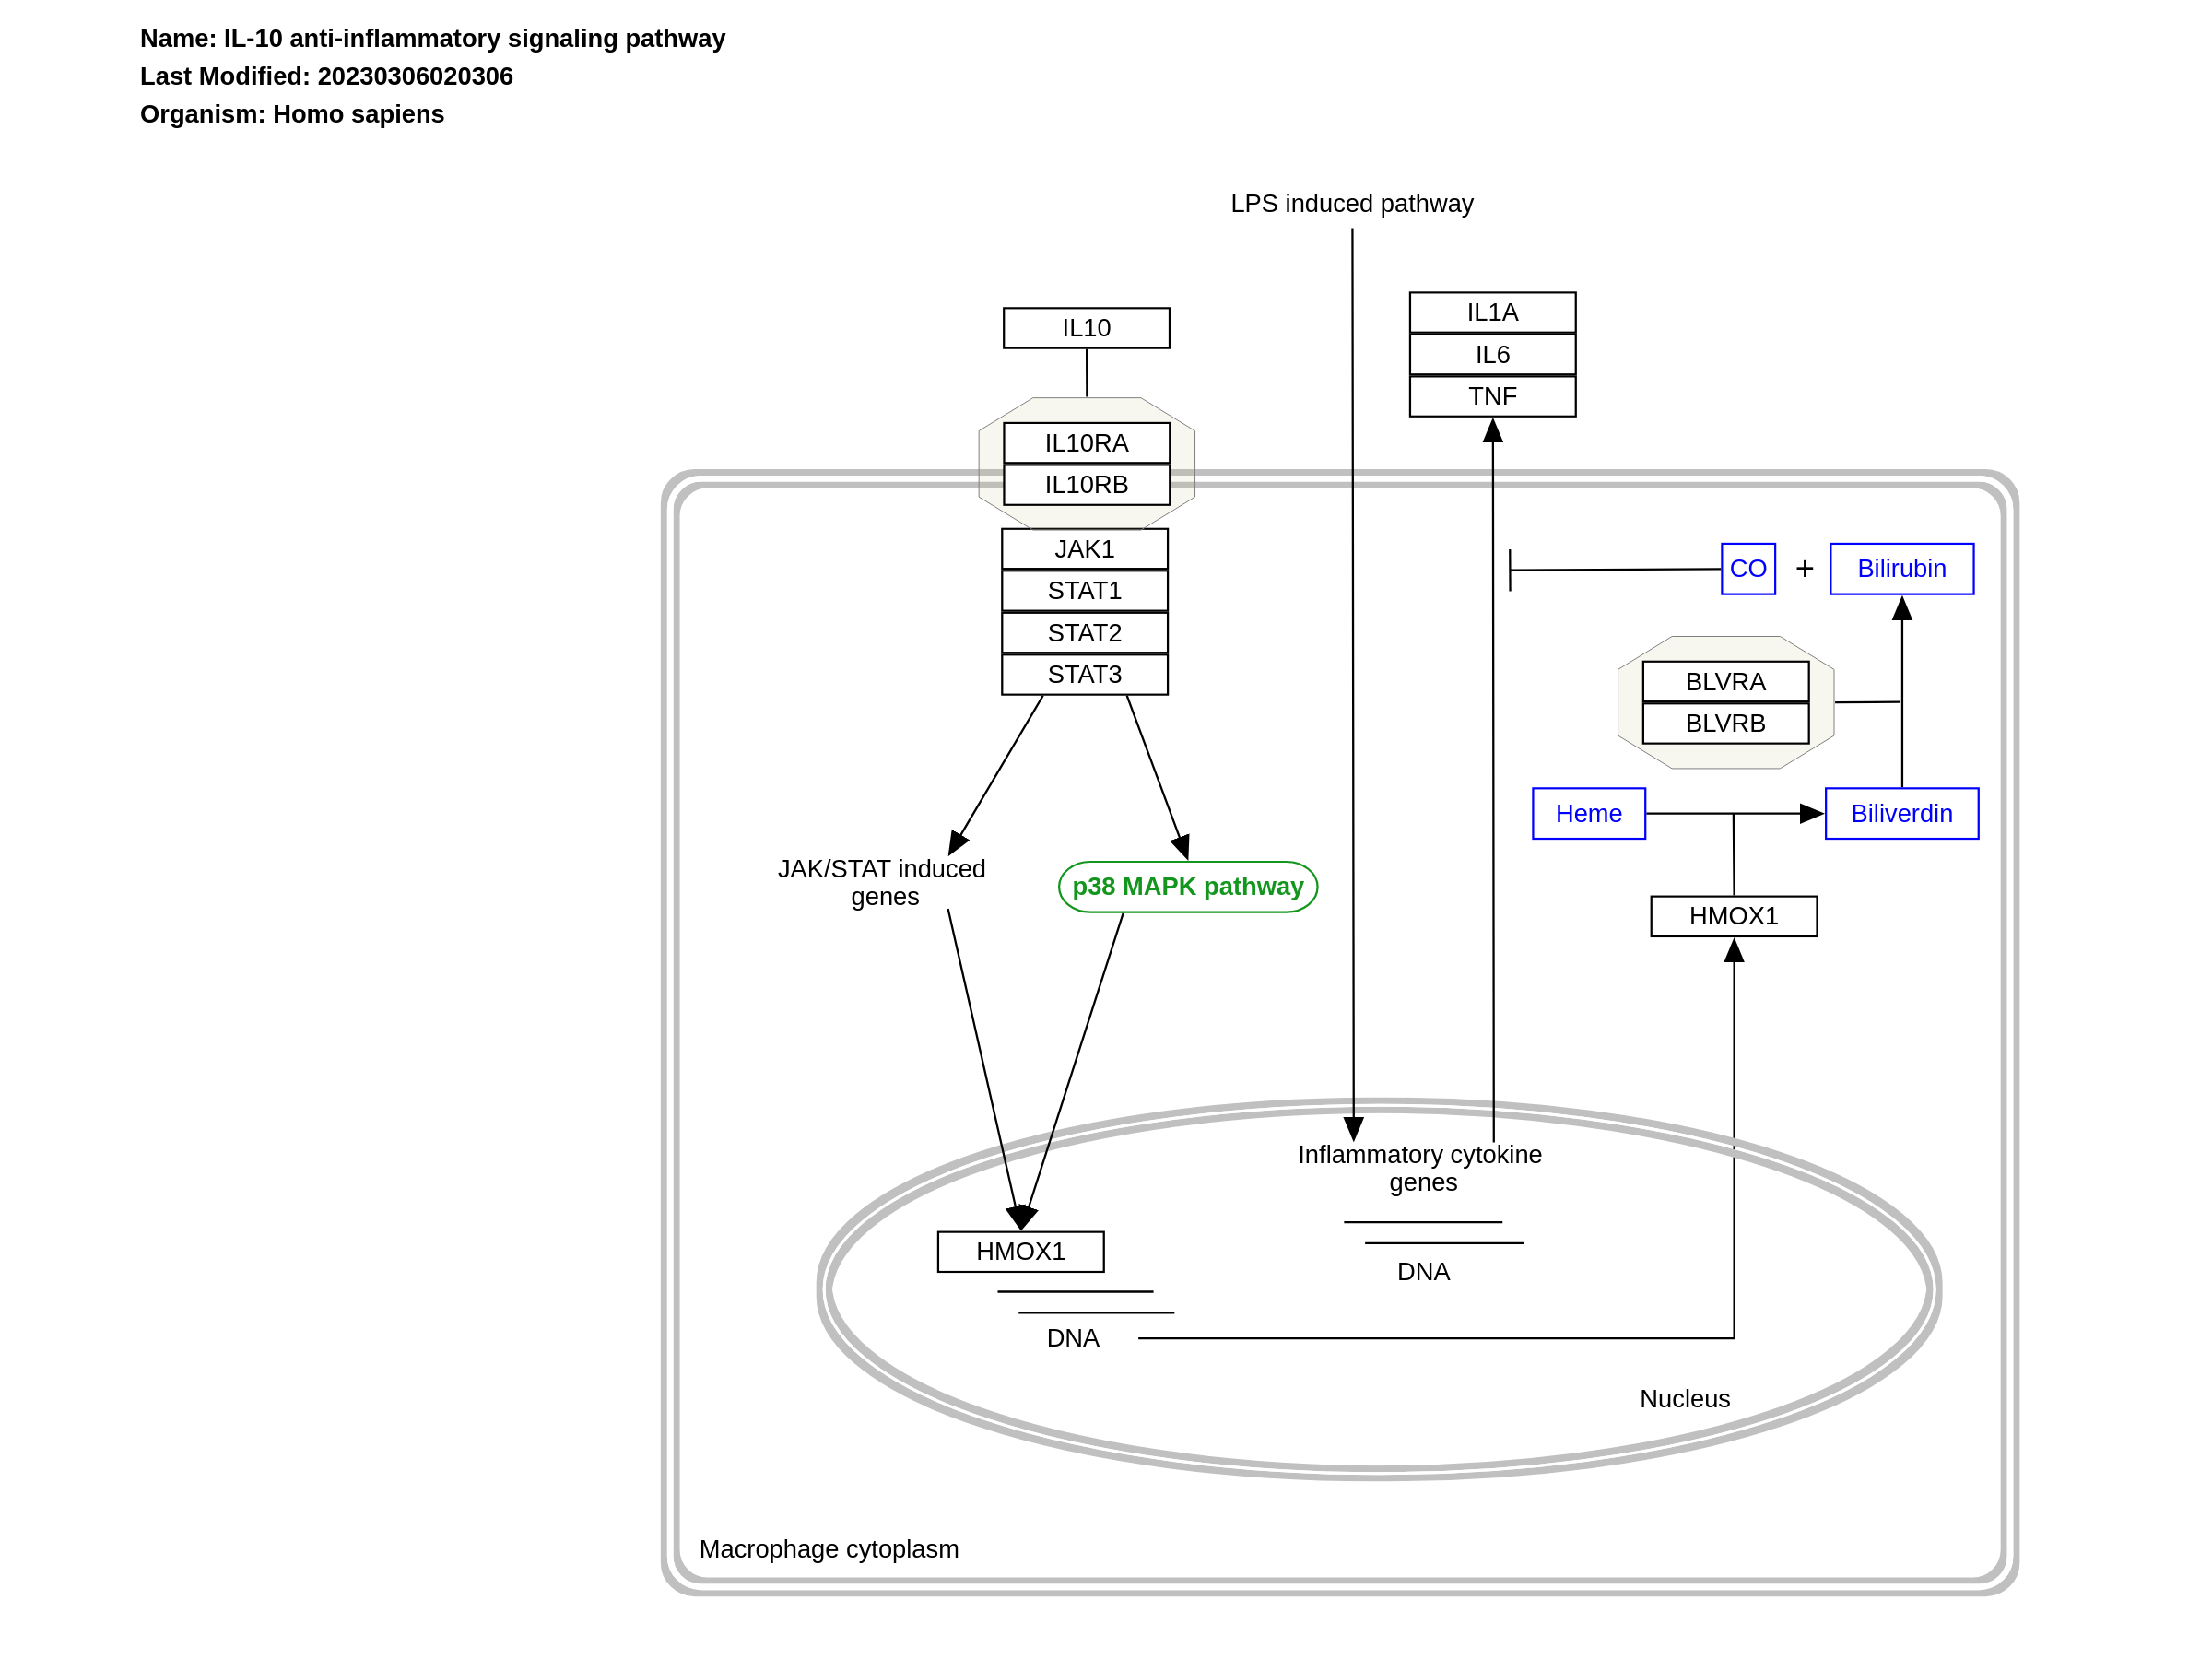 Name: IL-10 anti-inflammatory signaling pathway
Last Modified: 20230306020306
Organism: Homo sapiens
LPS induced pathway
IL10
IL1A
IL6
TNF
IL10RA
IL10RB
JAK1
STAT1
STAT2
STAT3
CO + Bilirubin
BLVRA
BLVRB
Heme
Biliverdin
JAK/STAT induced
genes
p38 MAPK pathway
HMOX1
Inflammatory cytokine
genes
DNA
HMOX1
DNA
Nucleus
Macrophage cytoplasm